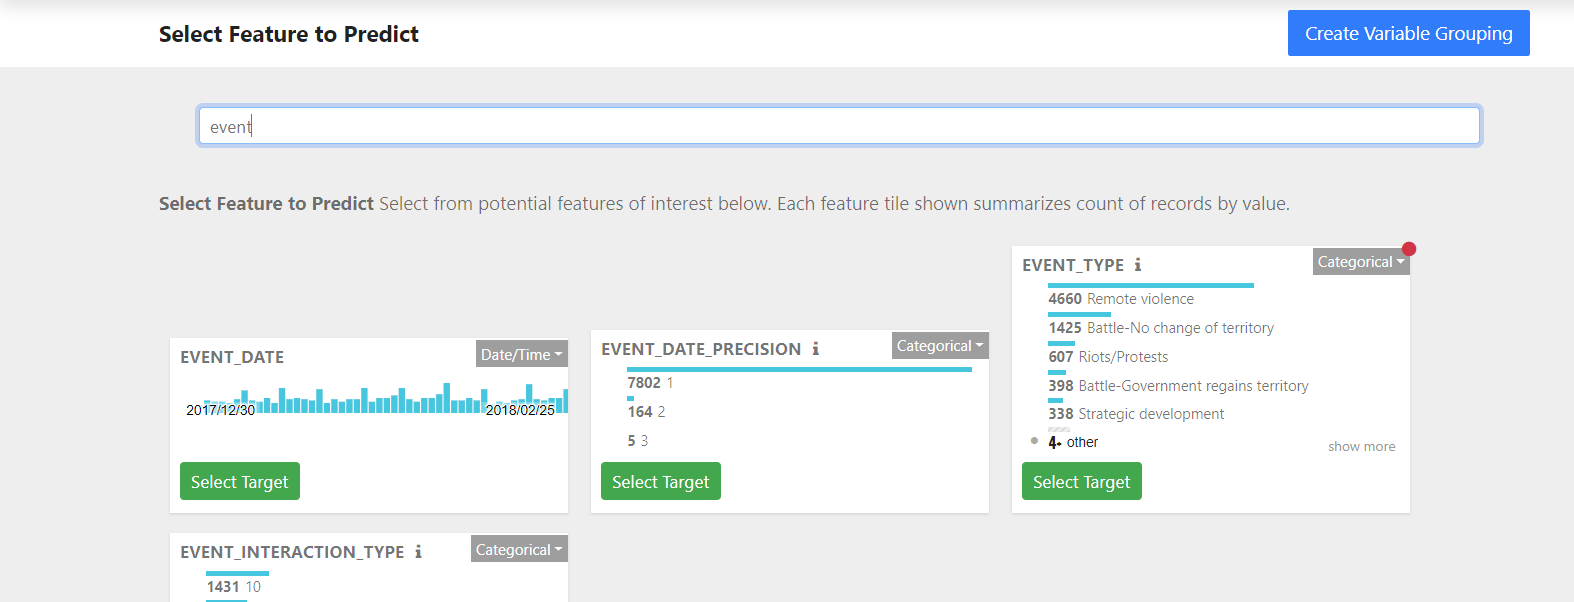 Select Feature to Predict
Create Variable Grouping
event
Select Feature to Predict Select from potential features of interest below. Each feature tile shown summarizes count of records by value.
EVENT_DATE
Date/Time
2017/12/30
2018/02/25
Select Target
EVENT_DATE_PRECISION
Categorical
7802 1
164 2
5 3
Select Target
EVENT_TYPE
Categorical
4660 Remote violence
1425 Battle-No change of territory
607 Riots/Protests
398 Battle-Government regains territory
338 Strategic development
4+ other
show more
Select Target
EVENT_INTERACTION_TYPE
Categorical
1431 10